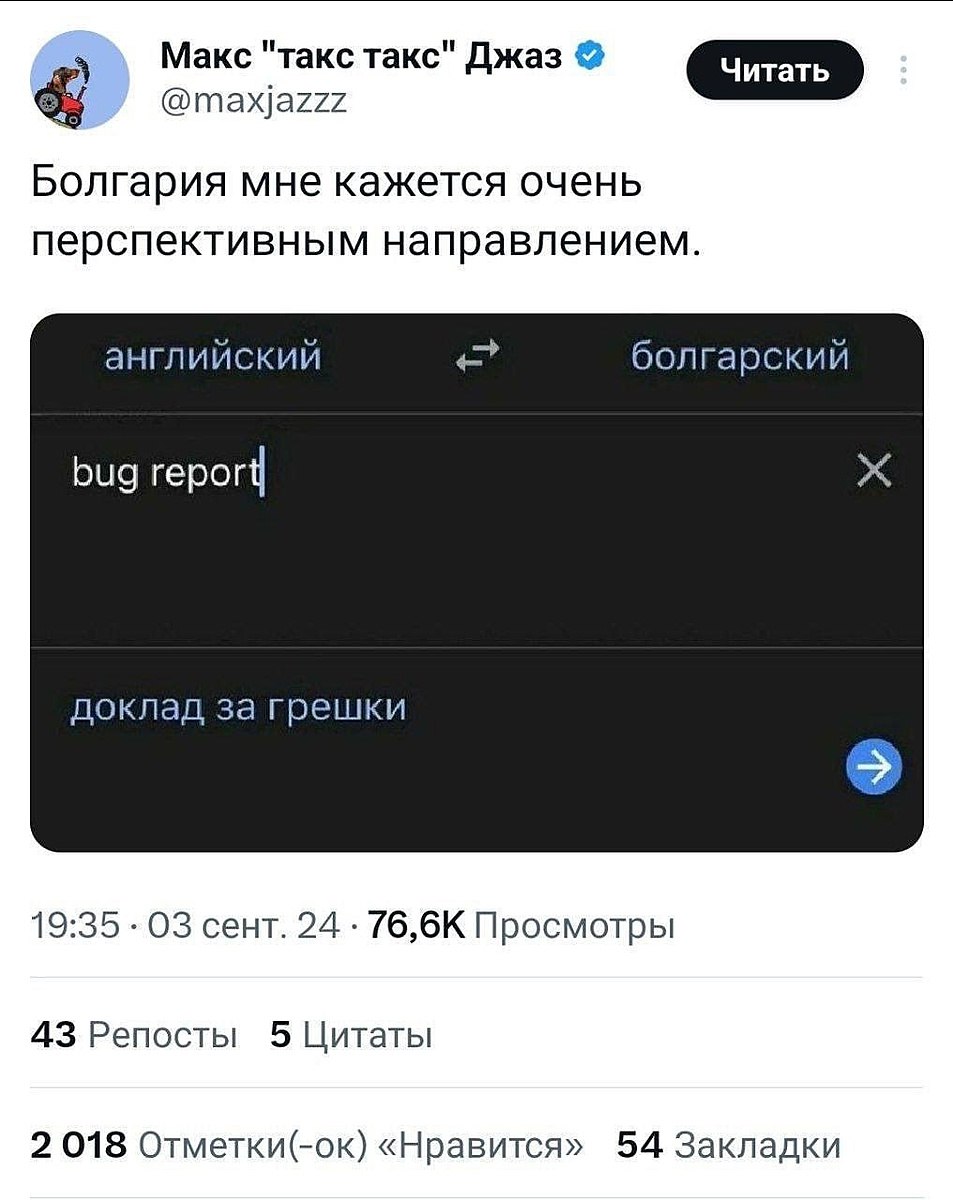 Макс "такс такс" Джаз
Читать
@maxjazzz
Болгария мне кажется очень
перспективным направлением.
английский болгарский
bug report
доклад за грешки
19:35 · 03 сент. 24 · 76,6K Просмотры
43 Репосты 5 Цитаты
2 018 Отметки(-ок) «Нравится» 54 Закладки